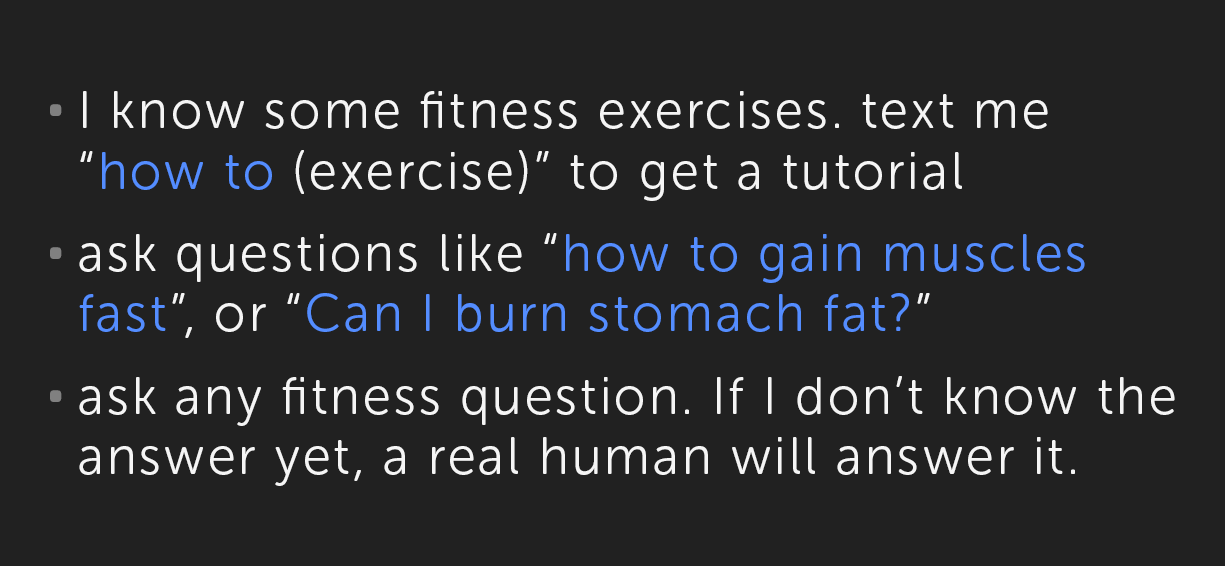 • I know some fitness exercises. text me
“how to (exercise)” to get a tutorial
• ask questions like “how to gain muscles
fast”, or “Can I burn stomach fat?”
• ask any fitness question. If I don’t know the
answer yet, a real human will answer it.